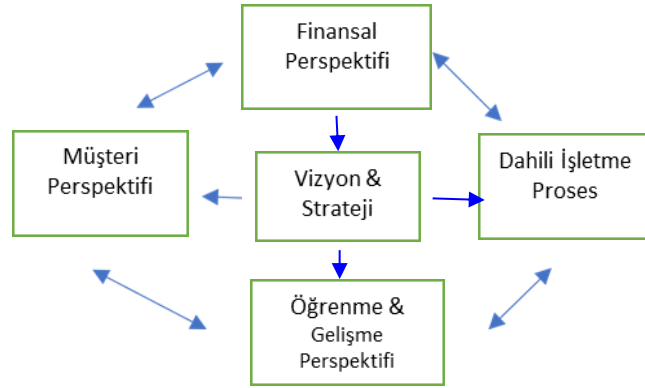 Finansal
Perspektifi
Müşteri
Perspektifi
Vizyon &
Strateji
Dahili İşletme
Proses
Öğrenme &
Gelişme
Perspektifi